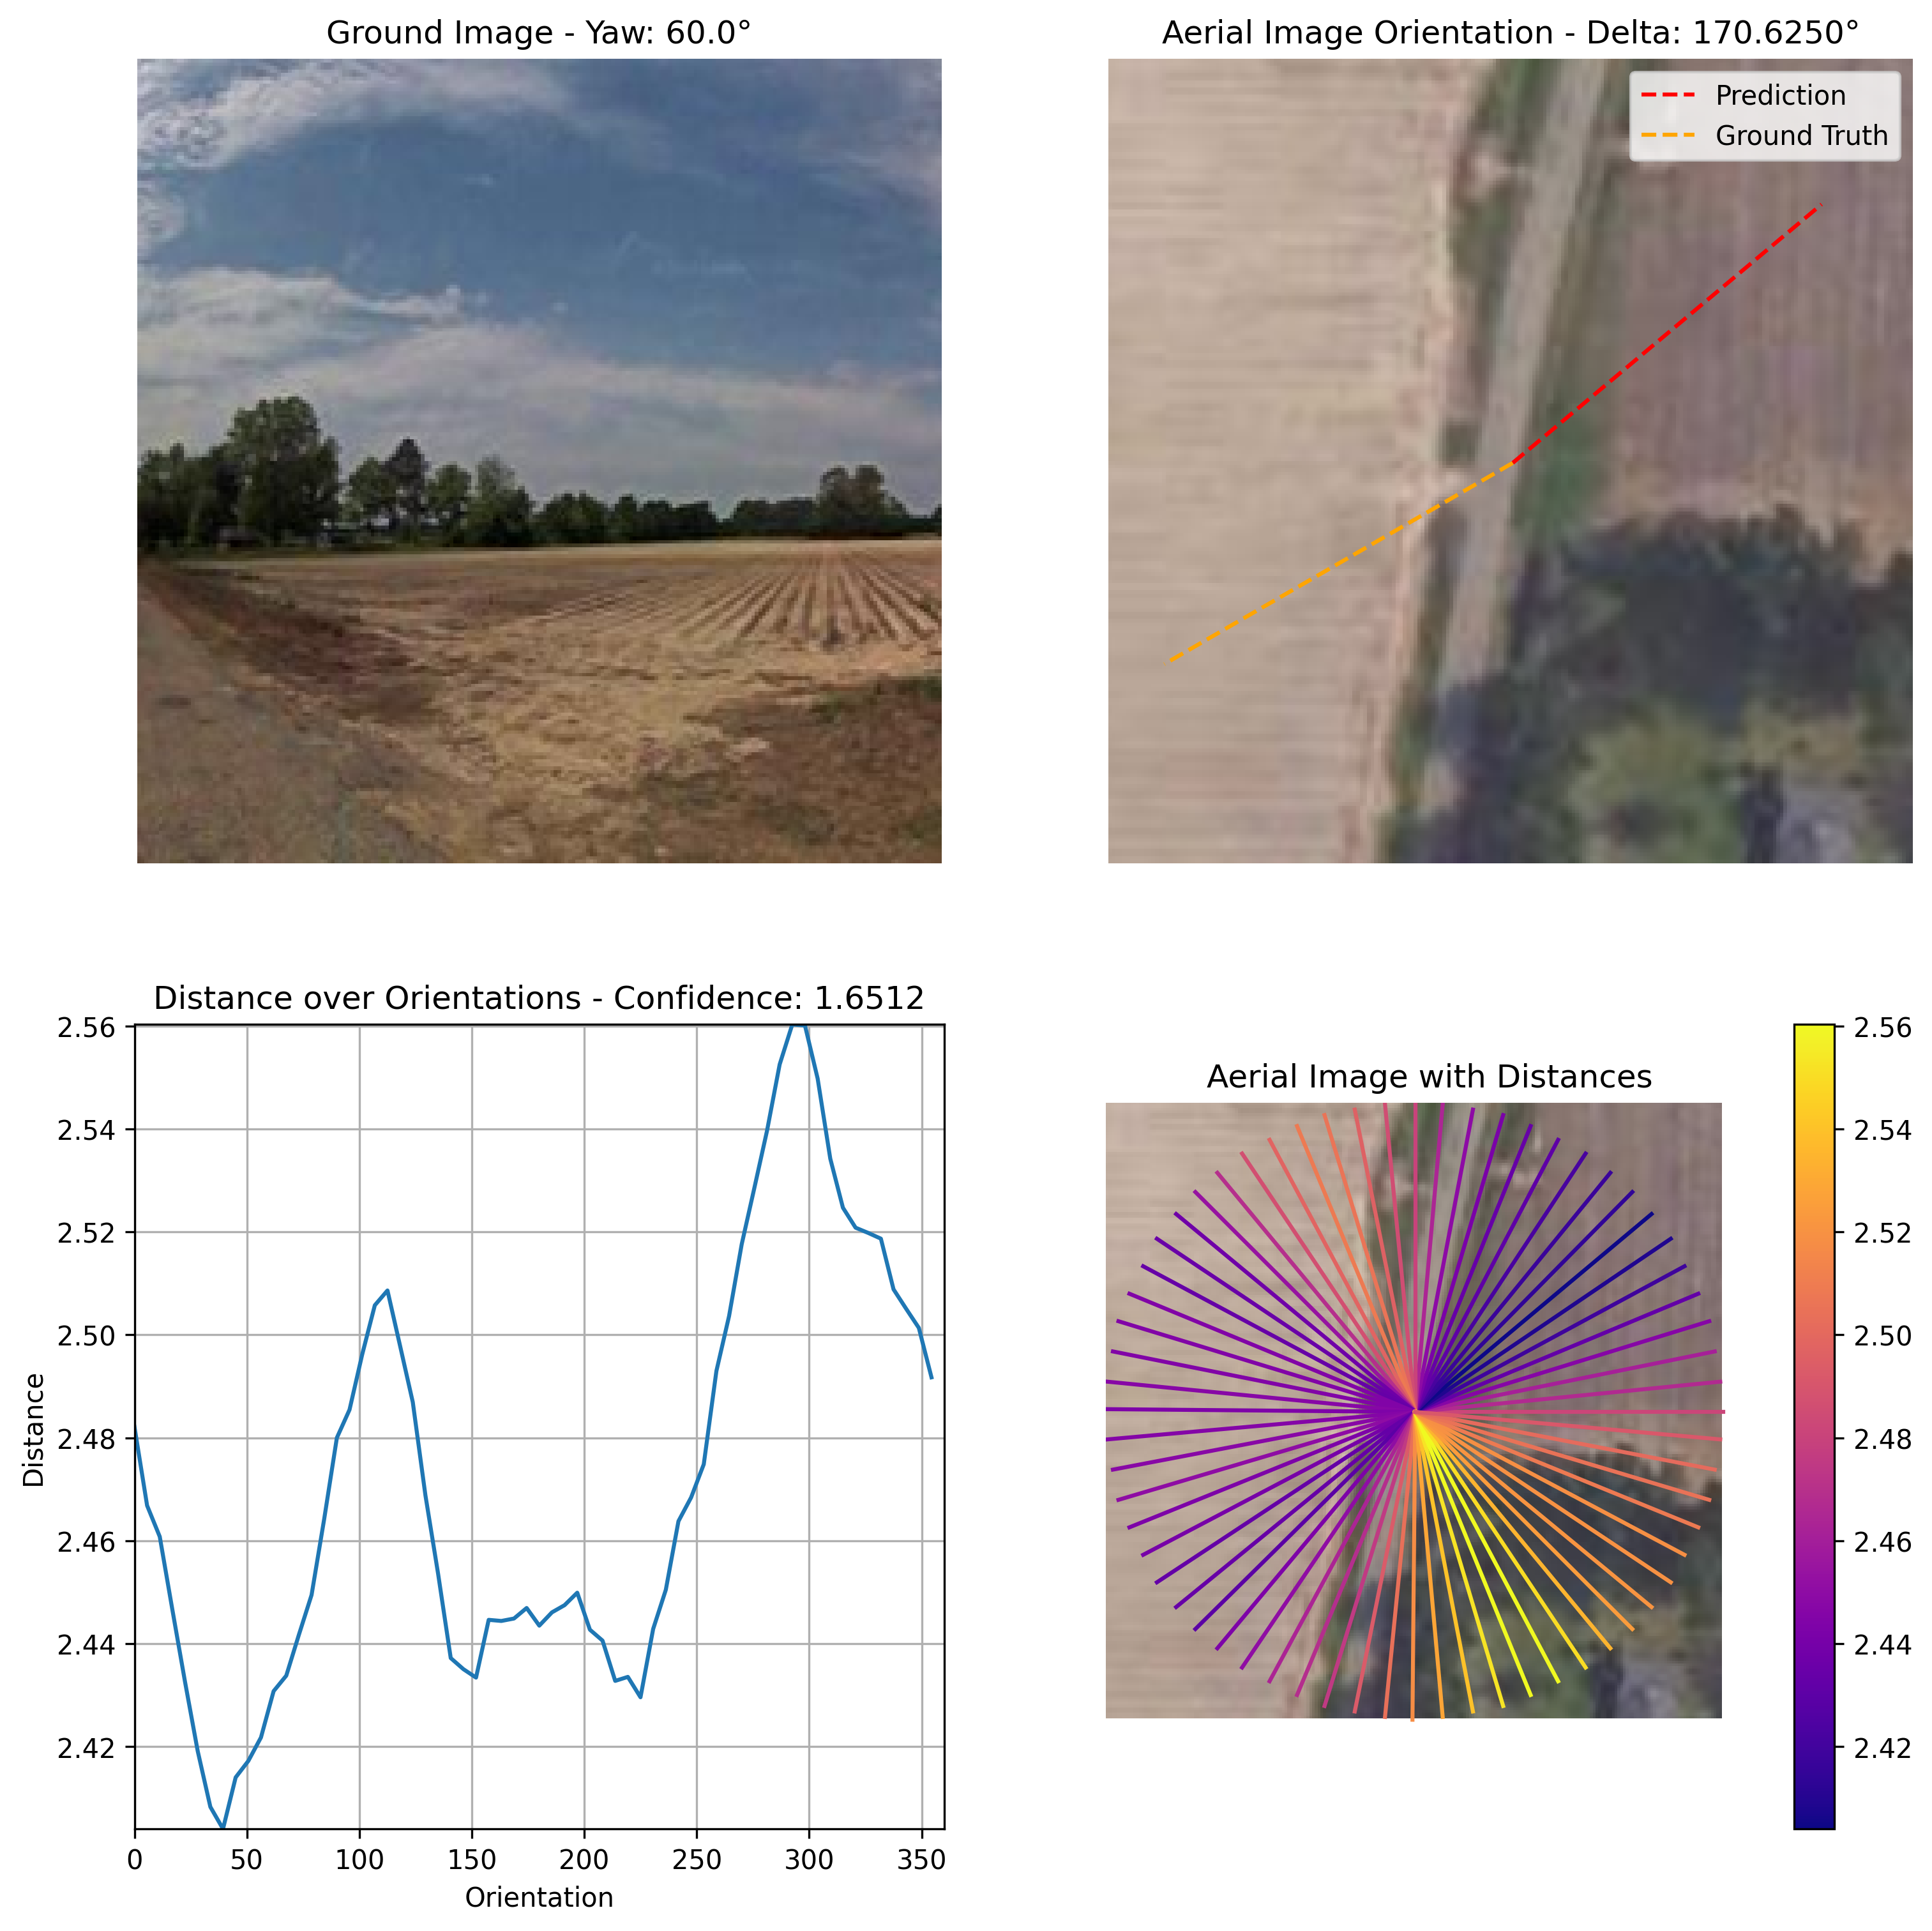 Ground Image - Yaw: 60.0°
Aerial Image Orientation - Delta: 170.6250°
Prediction
Ground Truth
Distance over Orientations - Confidence: 1.6512
2.56
2.54
2.52
2.50
2.48
2.46
2.44
2.42
Distance
0 50 100 150 200 250 300 350
Orientation
Aerial Image with Distances
2.56
2.54
2.52
2.50
2.48
2.46
2.44
2.42